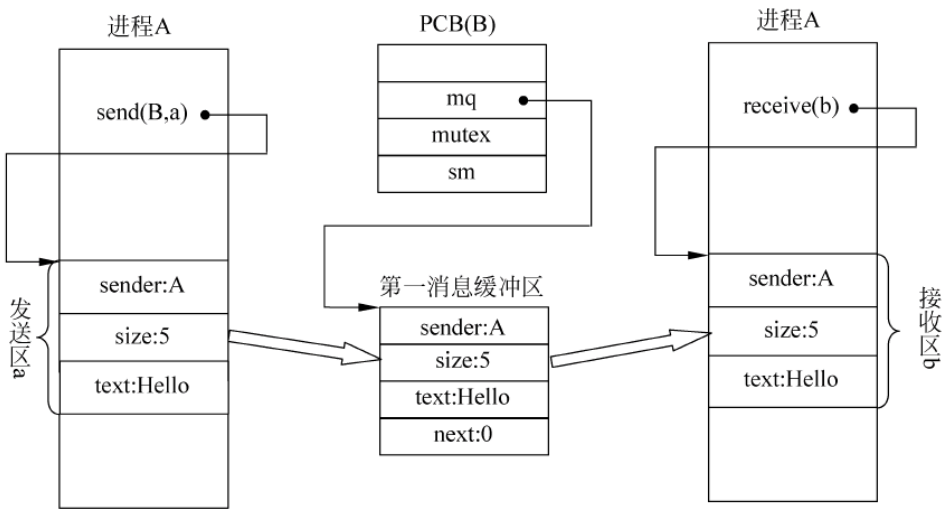 进程A
send(B,a)
发送区a
sender:A
size:5
text:Hello
PCB(B)
mq
mutex
sm
第一消息缓冲区
sender:A
size:5
text:Hello
next:0
进程A
receive(b)
sender:A
size:5
text:Hello
接收区b